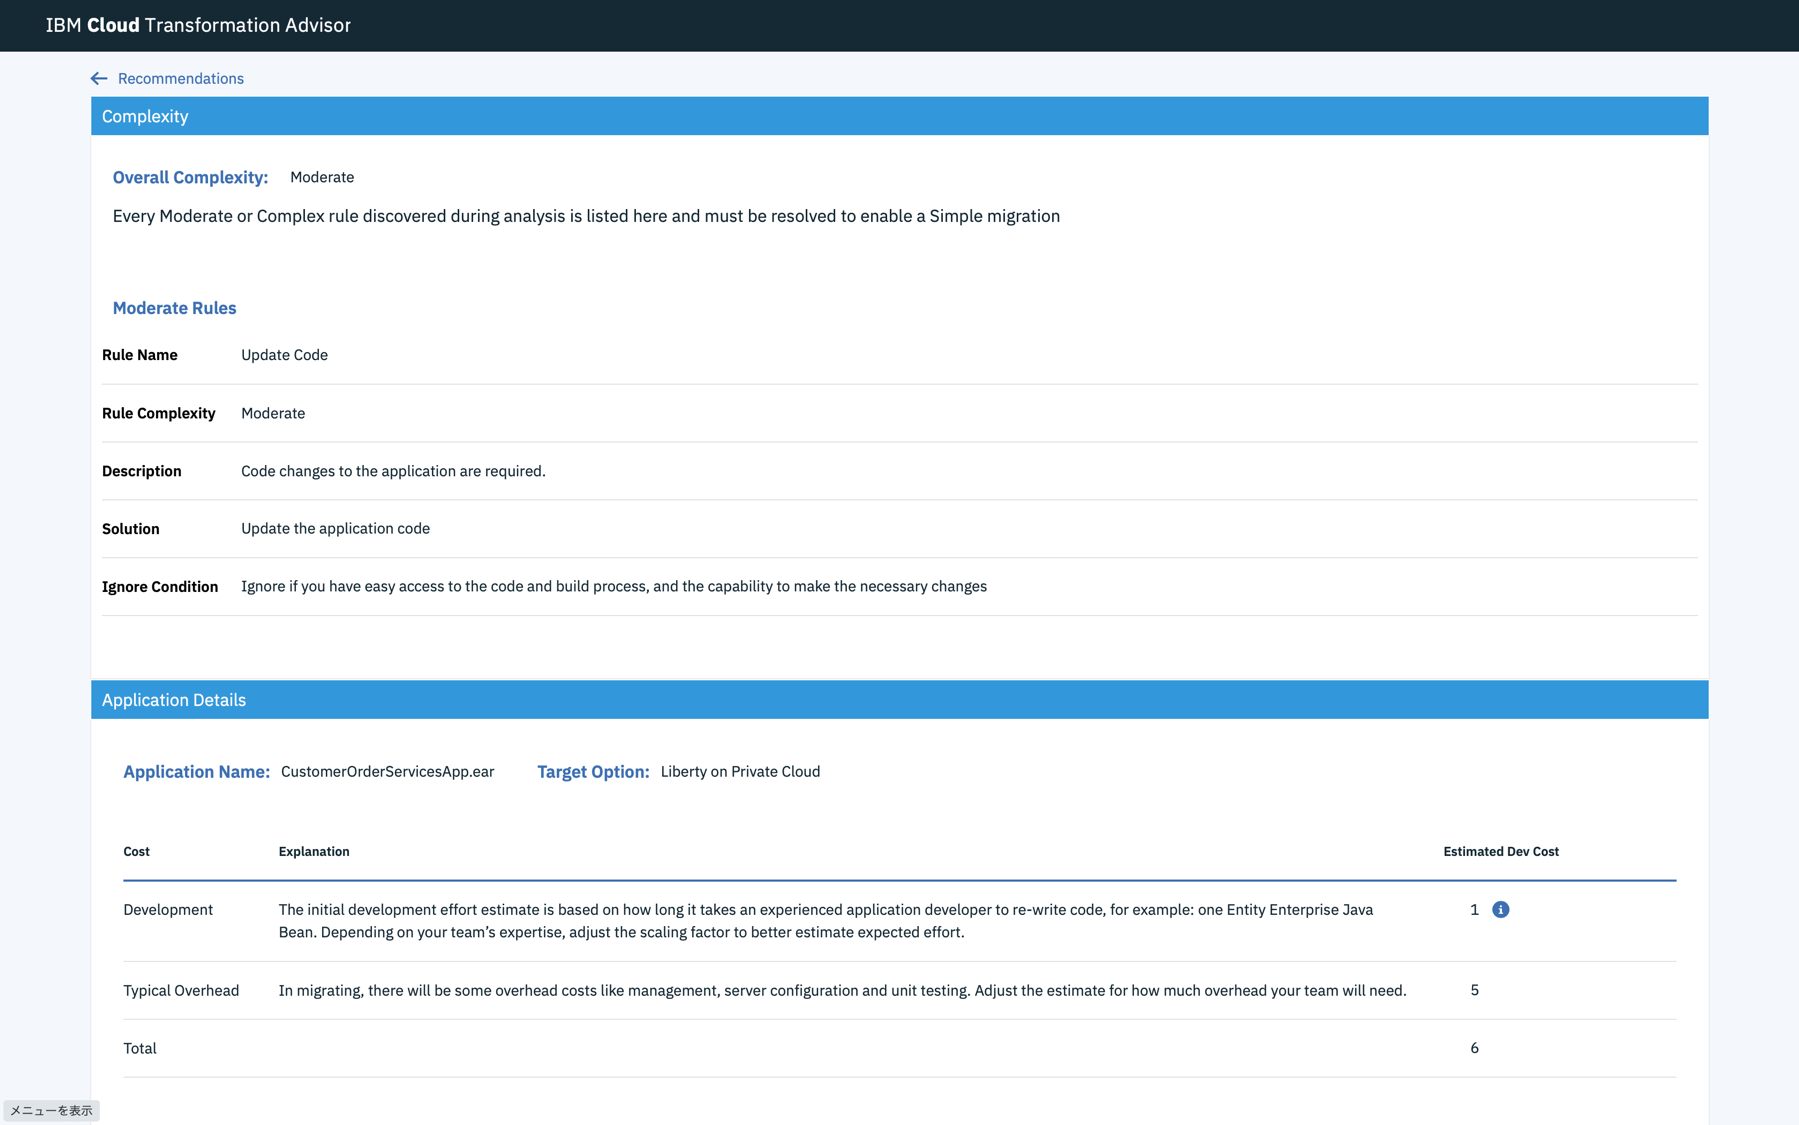 IBM Cloud Transformation Advisor
← Recommendations
Complexity
Overall Complexity: Moderate
Every Moderate or Complex rule discovered during analysis is listed here and must be resolved to enable a Simple migration
Moderate Rules
Rule Name Update Code
Rule Complexity Moderate
Description Code changes to the application are required.
Solution Update the application code
Ignore Condition Ignore if you have easy access to the code and build process, and the capability to make the necessary changes
Application Details
Application Name: CustomerOrderServicesApp.ear Target Option: Liberty on Private Cloud
Cost Explanation Estimated Dev Cost
Development The initial development effort estimate is based on how long it takes an experienced application developer to re-write code, for example: one Entity Enterprise Java 1
Bean. Depending on your team’s expertise, adjust the scaling factor to better estimate expected effort.
Typical Overhead In migrating, there will be some overhead costs like management, server configuration and unit testing. Adjust the estimate for how much overhead your team will need. 5
Total 6
メニューを表示